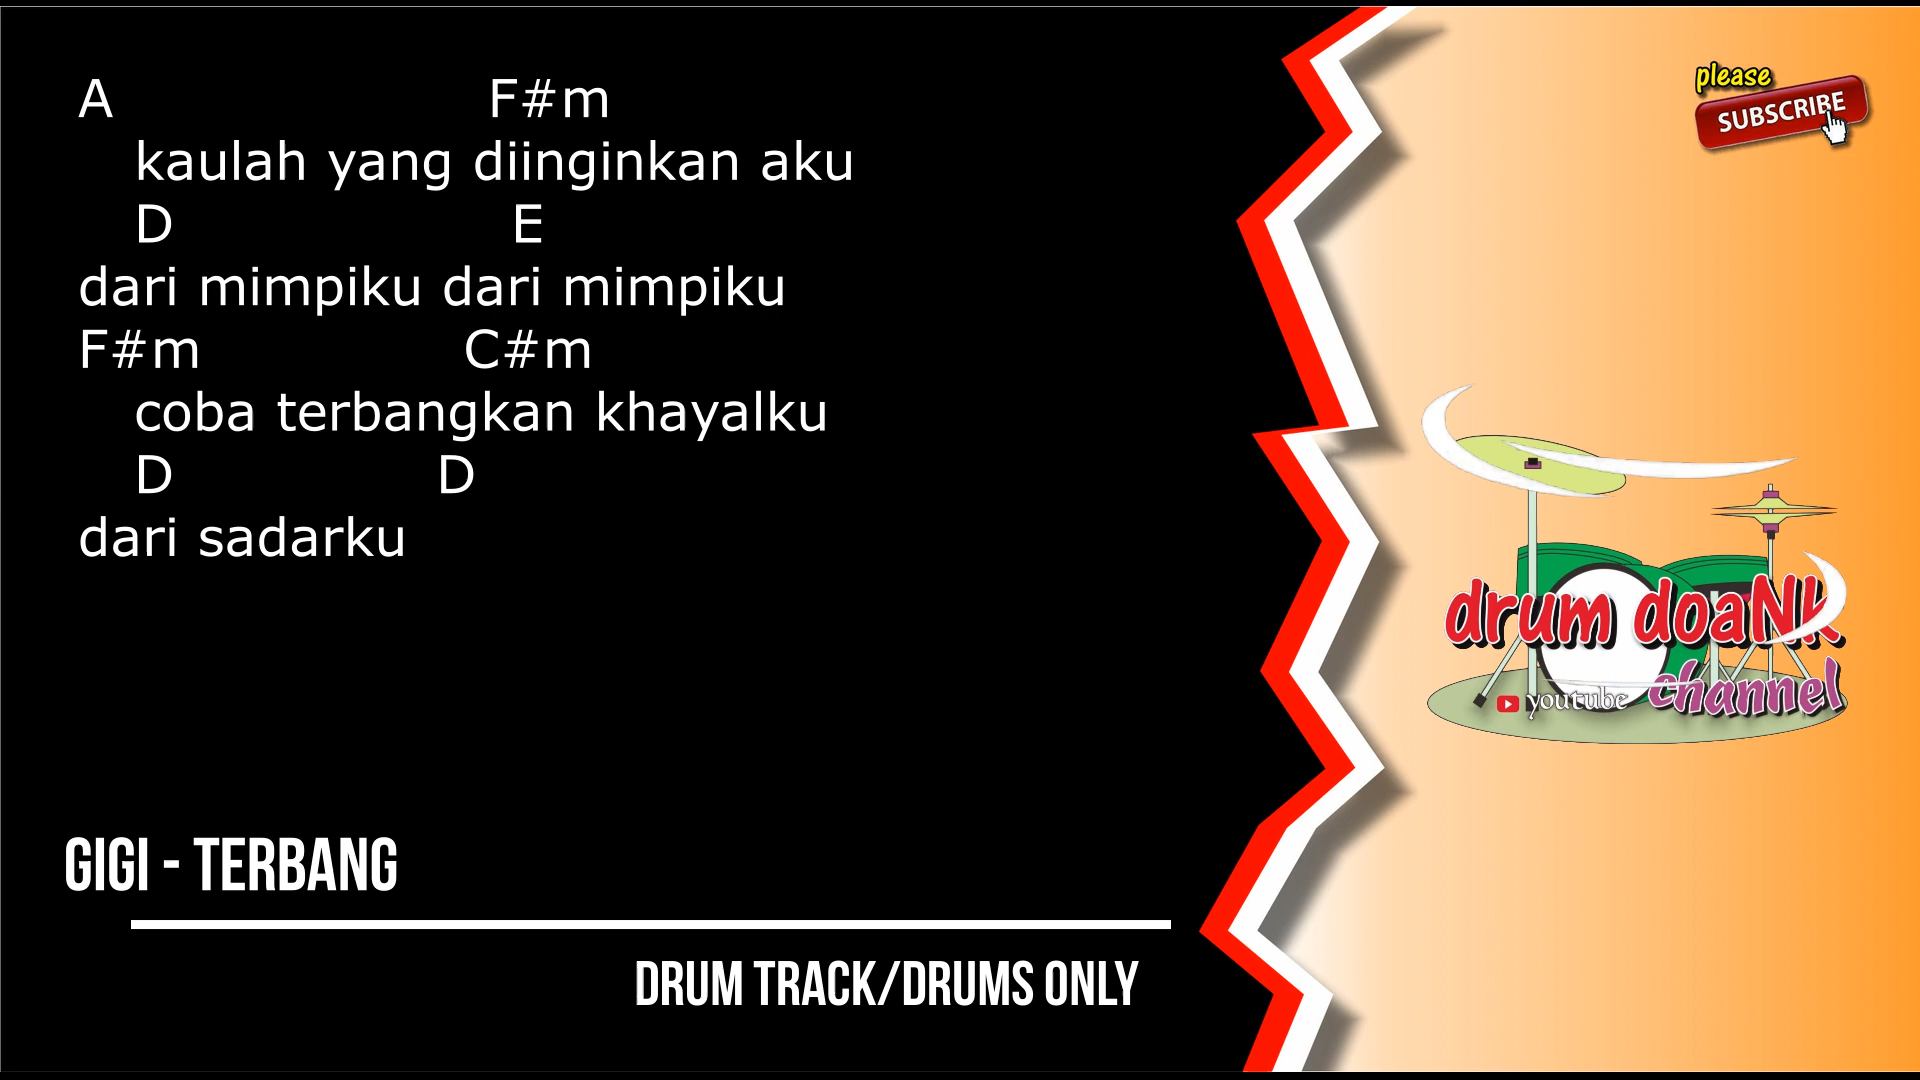 A F#m
kaulah yang diinginkan aku
D E
dari mimpiku dari mimpiku
F#m C#m
coba terbangkan khayalku
D D
dari sadarku
GIGI - TERBANG
DRUM TRACK/DRUMS ONLY
please
SUBSCRIBE
drum doaNk
youtube channel